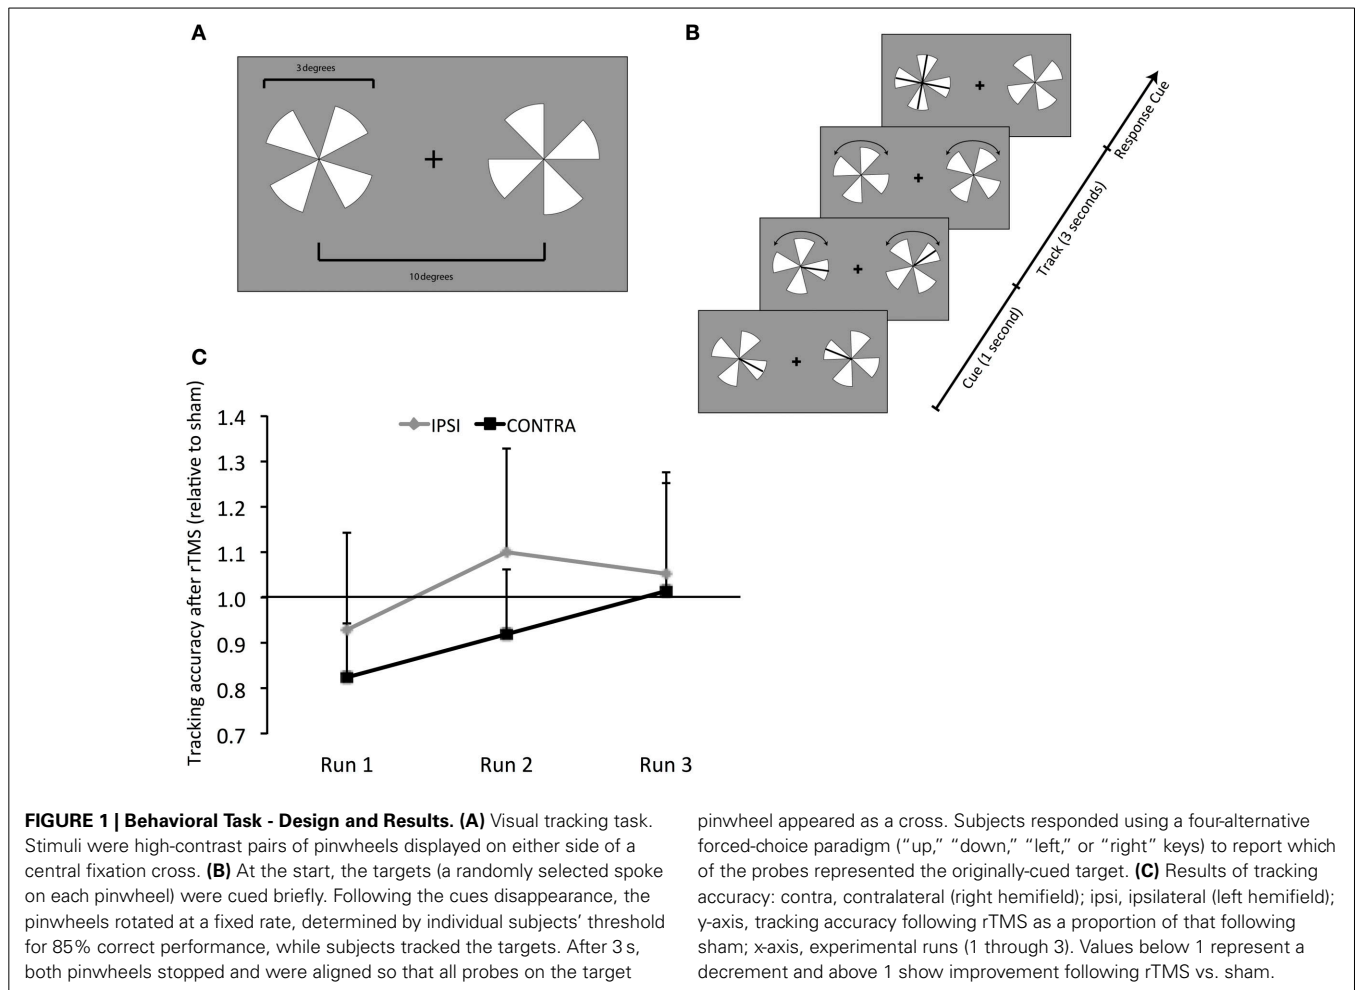 A
3 degrees
10 degrees
B
Cue (1 second)
Track (3 seconds)
Response Cue
C
Tracking accuracy after rTMS (relative to sham)
IPSI CONTRA
1.4
1.3
1.2
1.1
1.0
0.9
0.8
0.7
Run 1 Run 2 Run 3
FIGURE 1 | Behavioral Task - Design and Results. (A) Visual tracking task.
Stimuli were high-contrast pairs of pinwheels displayed on either side of a
central fixation cross. (B) At the start, the targets (a randomly selected spoke
on each pinwheel) were cued briefly. Following the cues disappearance, the
pinwheels rotated at a fixed rate, determined by individual subjects’ threshold
for 85% correct performance, while subjects tracked the targets. After 3 s,
both pinwheels stopped and were aligned so that all probes on the target
pinwheel appeared as a cross. Subjects responded using a four-alternative
forced-choice paradigm (“up,” “down,” “left,” or “right” keys) to report which
of the probes represented the originally-cued target. (C) Results of tracking
accuracy: contra, contralateral (right hemifield); ipsi, ipsilateral (left hemifield);
y-axis, tracking accuracy following rTMS as a proportion of that following
sham; x-axis, experimental runs (1 through 3). Values below 1 represent a
decrement and above 1 show improvement following rTMS vs. sham.